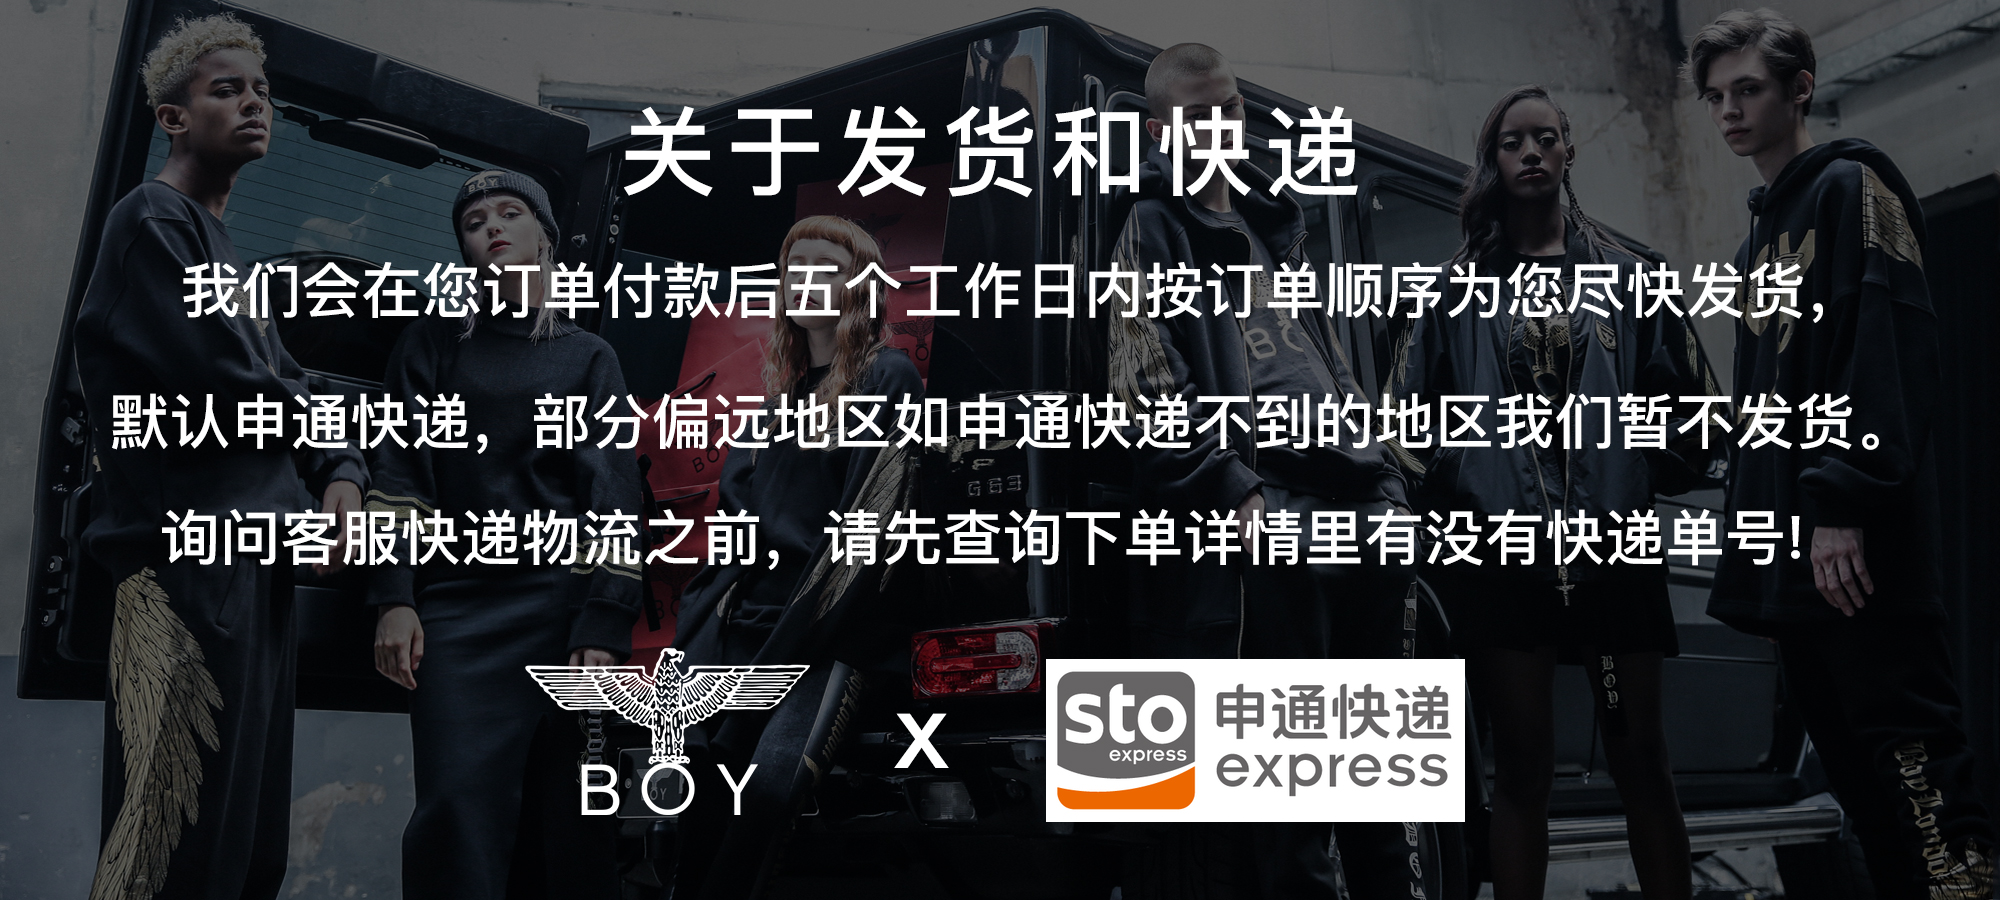 关于发货和快递
我们会在您订单付款后五个工作日内按订单顺序为您尽快发货，
默认申通快递，部分偏远地区如申通快递不到的地区我们暂不发货。
询问客服快递物流之前，请先查询下单详情里有没有快递单号!
BOY
X
sto
express
申通快递
express
BOY
G63
BOY
Boy London